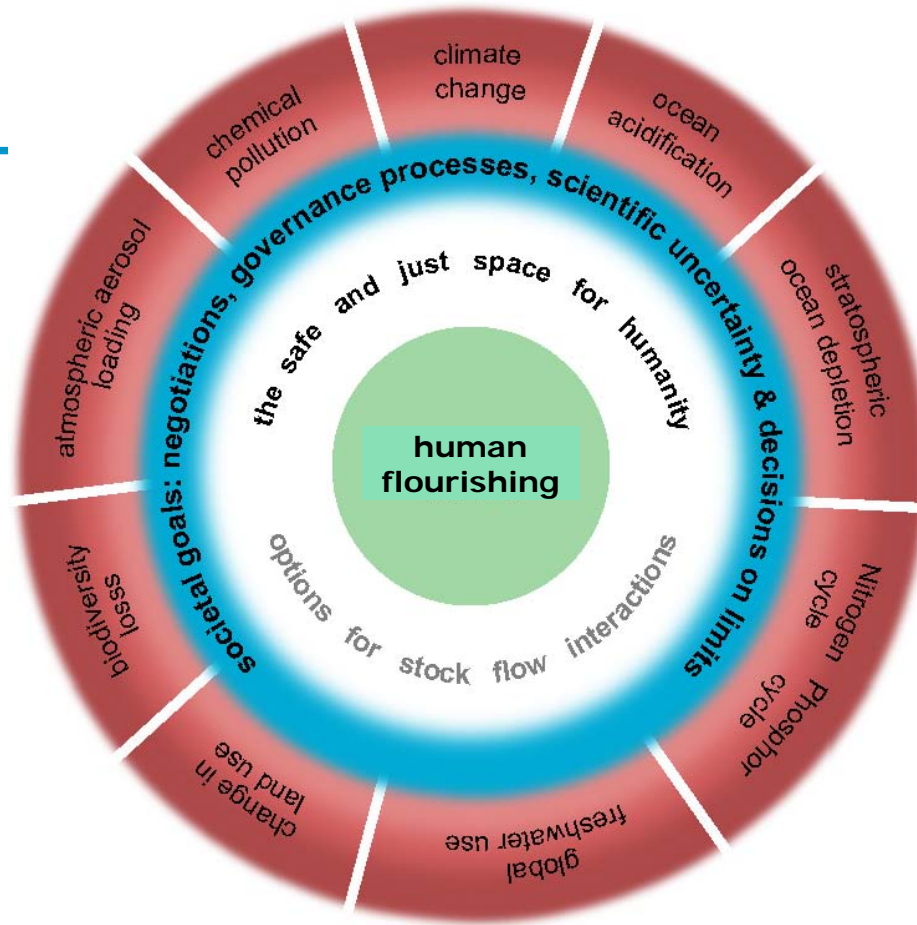 climate
change
ocean
acidification
stratospheric
ocean depletion
Nitrogen
cycle
Phosphor
cycle
global
freshwater use
change in
land use
biodiversity
losss
atmospheric aerosol
loading
chemical
pollution
societal goals: negotiations, governance processes, scientific uncertainty & decisions on limits
the safe and just space for humanity
human
flourishing
options for stock flow interactions